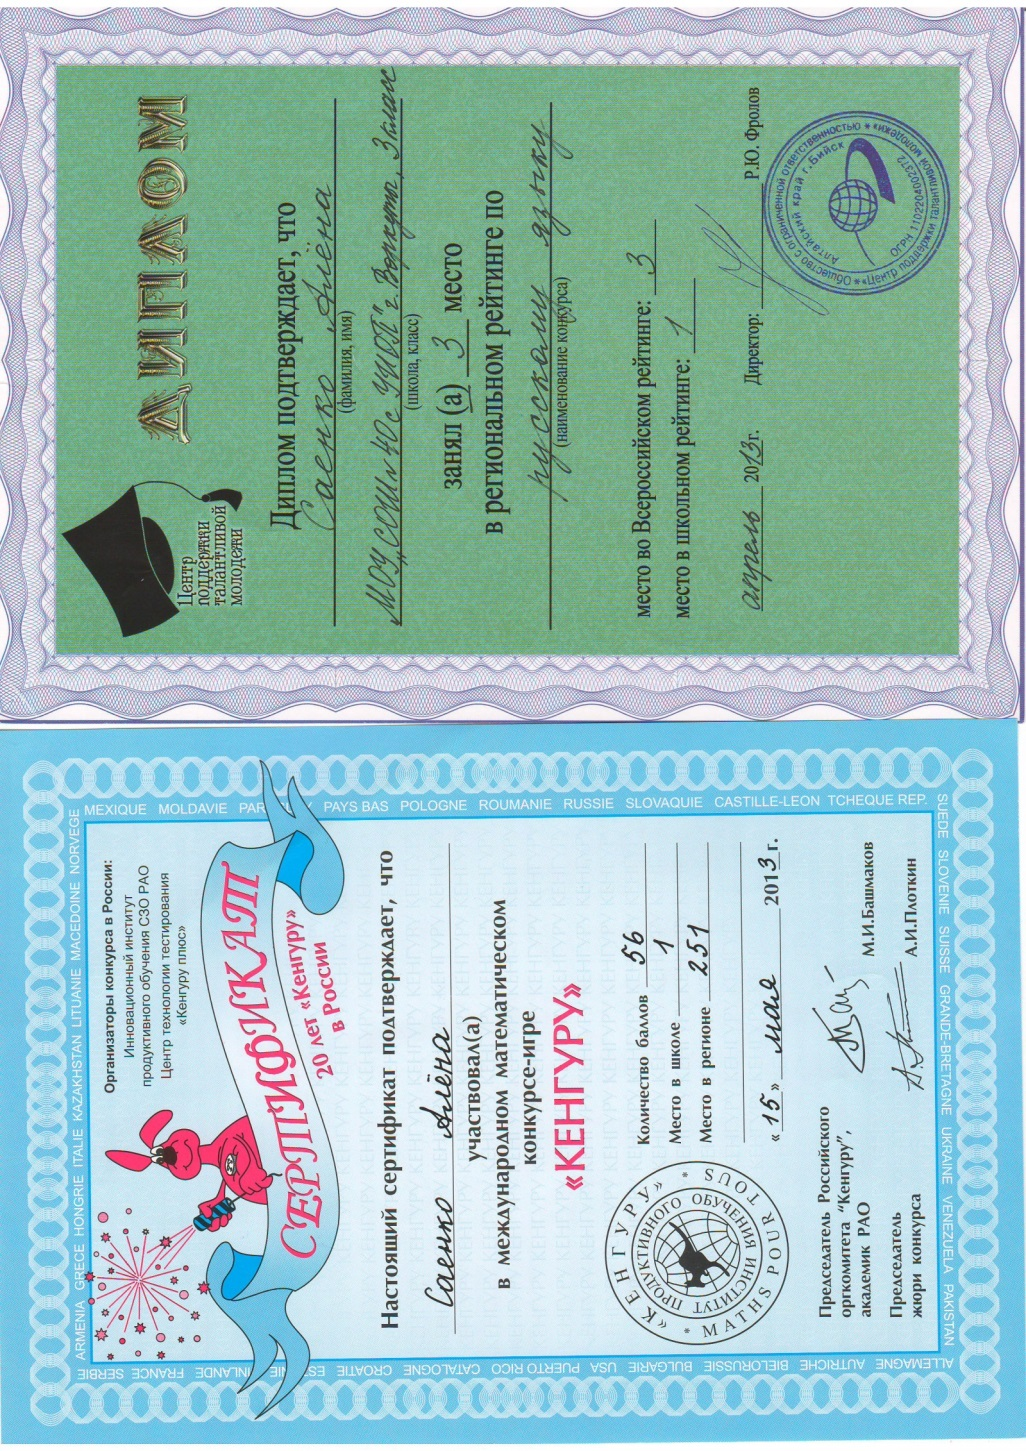 Центр
поддержки
талантливой
молодежи
ДИПЛОМ
Диплом подтверждает, что
Саенко Алёна
(фамилия, имя)
МОУ "СОШ №40 с УИОП" г. Воркута, 3 класс
(школа, класс)
занял (а) 3 место
в региональном рейтинге по
русскому языку
(наименование конкурса)
место во Всероссийском рейтинге: 3
место в школьном рейтинге: 1
апрель 2013г. Директор: Р.Ю. Фролов
Общество с ограниченной ответственностью * «Центр поддержки талантливой молодежи» *
Алтайский край г.Бийск
ОГРН 1102204002372
ARMENIA GRECE HONGRIE ITALIE KAZAKHSTAN LITUANIE MACEDOINE NORVEGE
MEXIQUE MOLDAVIE PAYS BAS POLOGNE ROUMANIE RUSSIE SLOVAQUIE CASTILLE-LEON TCHEQUE REP.
SUEDE SLOVENIE SUISSE GRANDE-BRETAGNE UKRAINE VENEZUELA PAKISTAN
ALLEMAGNE AUTRICHE BIELORUSSIE BULGARIE USA PUERTO RICO CATALOGNE CROATIE FRANCE SERBIE
Организаторы конкурса в России:
Инновационный институт
продуктивного обучения СЗО РАО
Центр технологии тестирования
«Кенгуру плюс»
СЕРТИФИКАТ
20 лет «Кенгуру»
в России
Настоящий сертификат подтверждает, что
Саенко Алёна
участвовал(а)
в международном математическом
конкурсе-игре
«КЕНГУРУ»
Количество баллов 56
Место в школе 1
Место в регионе 251
«15» мая 2013 г.
«КЕНГУРУ» * MATHS POUR TOUS *
ИНСТИТУТ ПРОДУКТИВНОГО ОБУЧЕНИЯ
Председатель Российского
оргкомитета "Кенгуру",
академик РАО М.И.Башмаков
Председатель
жюри конкурса А.И.Плоткин